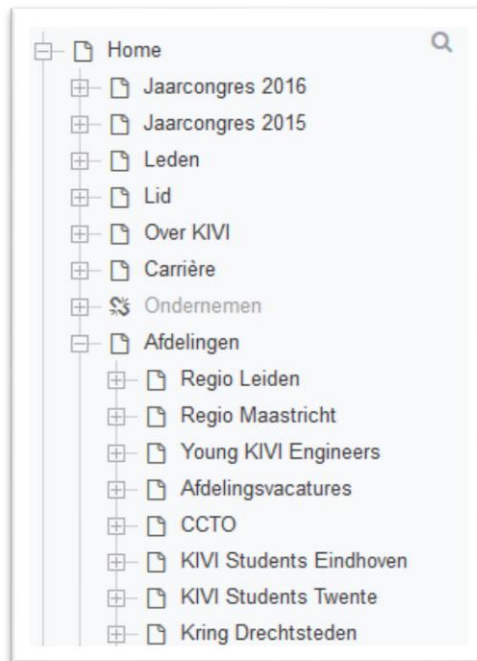 Home
Jaarcongres 2016
Jaarcongres 2015
Leden
Lid
Over KIVI
Carrière
Ondernemen
Afdelingen
Regio Leiden
Regio Maastricht
Young KIVI Engineers
Afdelingsvacatures
CCTO
KIVI Students Eindhoven
KIVI Students Twente
Kring Drechtsteden